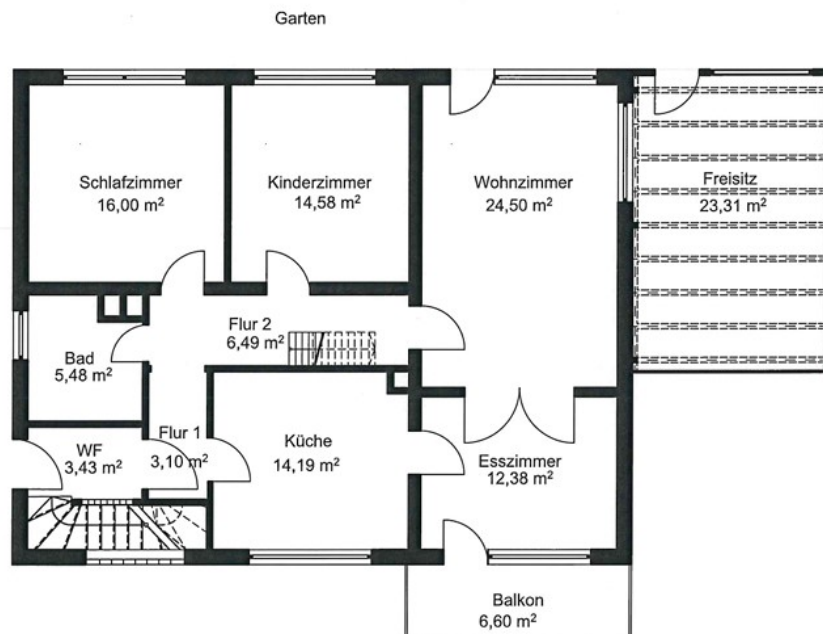 Garten
Schlafzimmer
16,00 m²
Kinderzimmer
14,58 m²
Wohnzimmer
24,50 m²
Freisitz
23,31 m²
Flur 2
6,49 m²
Bad
5,48 m²
WF
3,43 m²
Flur 1
3,10 m²
Küche
14,19 m²
Esszimmer
12,38 m²
Balkon
6,60 m²